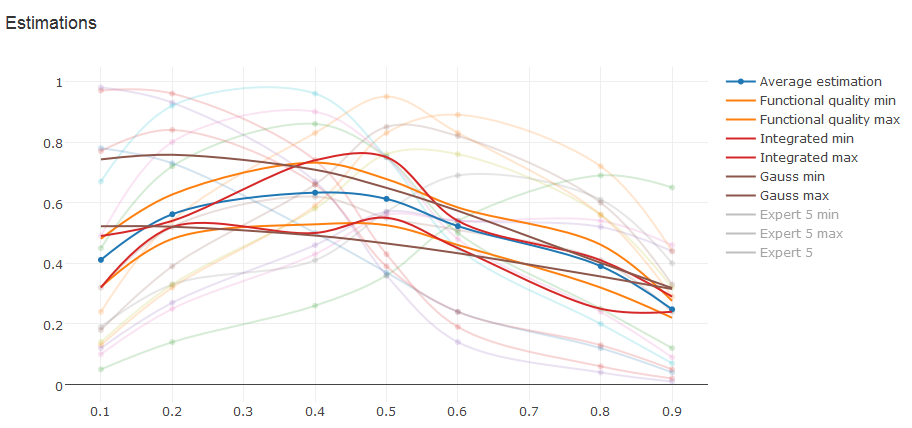 Estimations
1
0.8
0.6
0.4
0.2
0
0.1 0.2 0.3 0.4 0.5 0.6 0.7 0.8 0.9
Average estimation
Functional quality min
Functional quality max
Integrated min
Integrated max
Gauss min
Gauss max
Expert 5 min
Expert 5 max
Expert 5